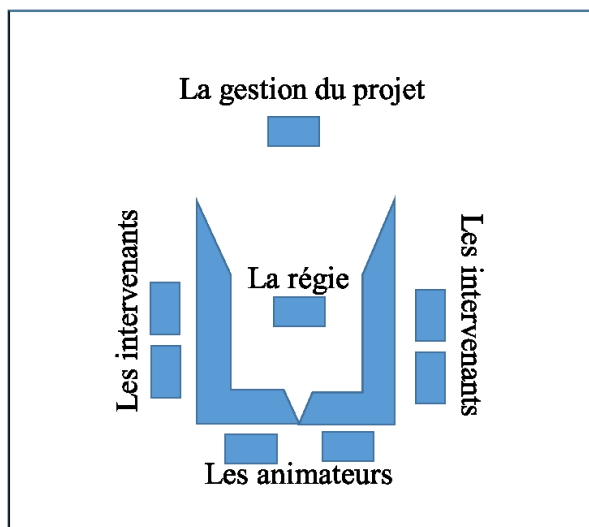 La gestion du projet
Les intervenants
La régie
Les intervenants
Les animateurs